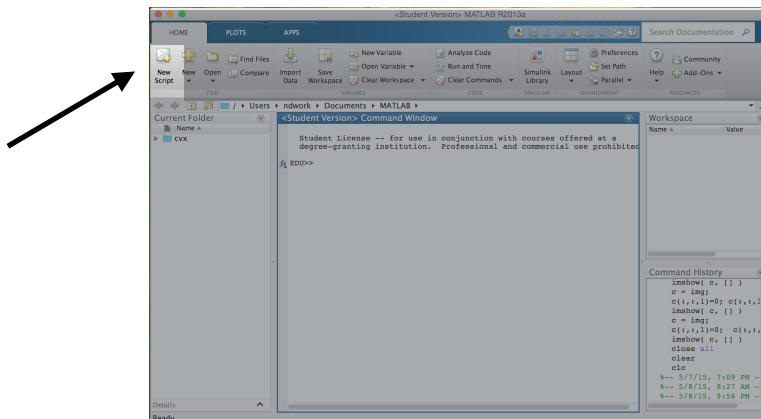 <Student Version> MATLAB R2013a
HOME PLOTS APPS
Search Documentation
New Script
New
Open
Find Files
Compare
Import Data
Save Workspace
New Variable
Open Variable
Clear Workspace
Analyze Code
Run and Time
Clear Commands
Simulink Library
Layout
Preferences
Set Path
Parallel
Help
Community
Add-Ons
FILE VARIABLE CODE SIMULINK ENVIRONMENT RESOURCES
/ Users ndwork Documents MATLAB
Current Folder
Name
cvx
Details
Ready
<Student Version> Command Window
Student License -- for use in conjunction with courses offered at a
degree-granting institution. Professional and commercial use prohibited
fx EDU>>
Workspace
Name Value
Command History
imshow( c, [] )
c = img;
c(:,:,1)=0; c(:,:,
imshow( c, [] )
c = img;
c(:,:,1)=0; c(:,:,
imshow( c, [] )
close all
clear
clc
%-- 5/7/15, 7:09 PM -
%-- 5/8/15, 8:27 AM -
%-- 5/8/15, 9:56 PM -